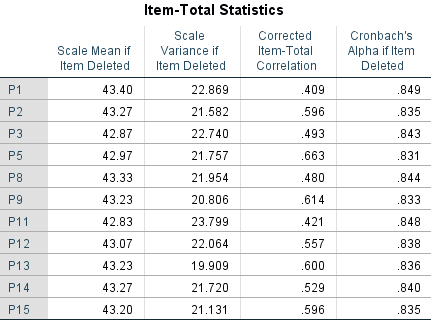 Item-Total Statistics
Scale Mean if Item Deleted | Scale Variance if Item Deleted | Corrected Item-Total Correlation | Cronbach's Alpha if Item Deleted
P1 43.40 22.869 .409 .849
P2 43.27 21.582 .596 .835
P3 42.87 22.740 .493 .843
P5 42.97 21.757 .663 .831
P8 43.33 21.954 .480 .844
P9 43.23 20.806 .614 .833
P11 42.83 23.799 .421 .848
P12 43.07 22.064 .557 .838
P13 43.23 19.909 .600 .836
P14 43.27 21.720 .529 .840
P15 43.20 21.131 .596 .835